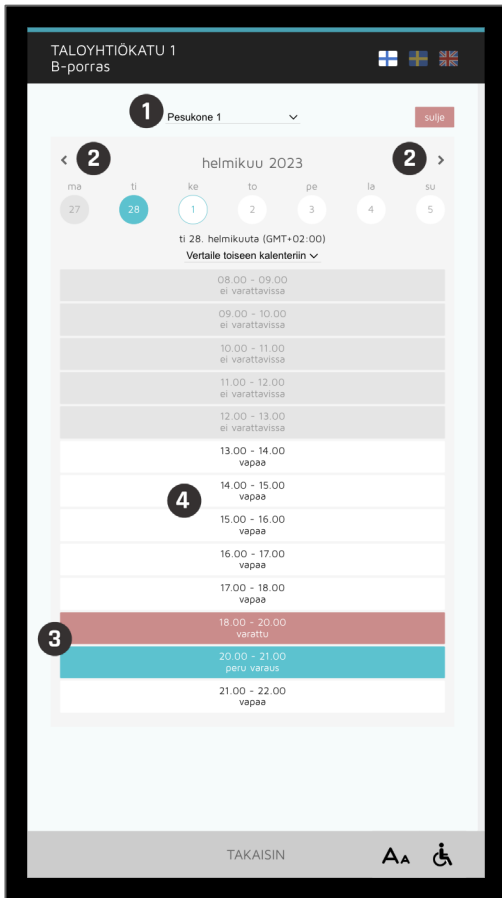 TALOYHTIÖKATU 1
B-porras
1
Pesukone 1
sulje
2
helmikuu 2023
2
ma ti ke to pe la su
27 28 1 2 3 4 5
ti 28. helmikuuta (GMT+02:00)
Vertaile toiseen kalenteriin
08.00 - 09.00
ei varattavissa
09.00 - 10.00
ei varattavissa
10.00 - 11.00
ei varattavissa
11.00 - 12.00
ei varattavissa
12.00 - 13.00
ei varattavissa
13.00 - 14.00
vapaa
14.00 - 15.00
vapaa
4
15.00 - 16.00
vapaa
16.00 - 17.00
vapaa
17.00 - 18.00
vapaa
18.00 - 20.00
varattu
3
20.00 - 21.00
peru varaus
21.00 - 22.00
vapaa
TAKAISIN
AA